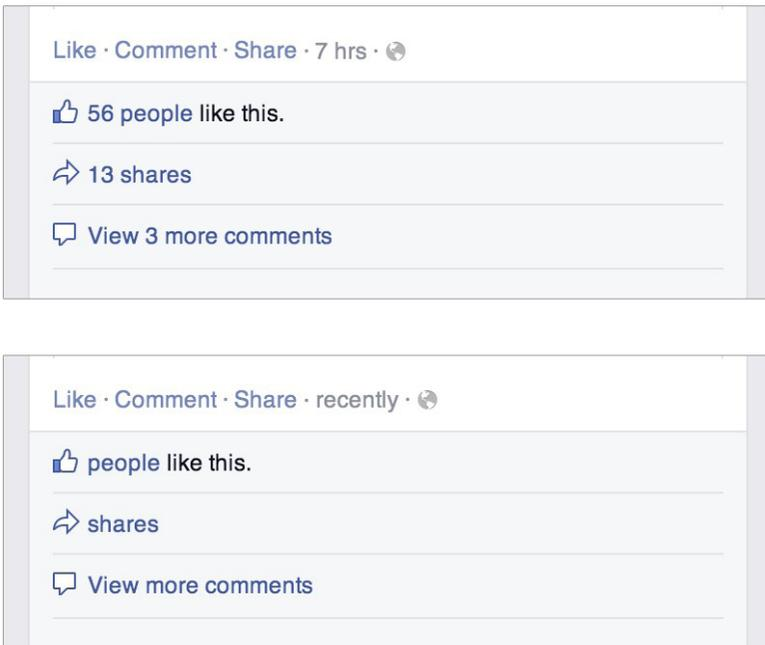 Like · Comment · Share · 7 hrs ·
56 people like this.
13 shares
View 3 more comments
Like · Comment · Share · recently ·
people like this.
shares
View more comments